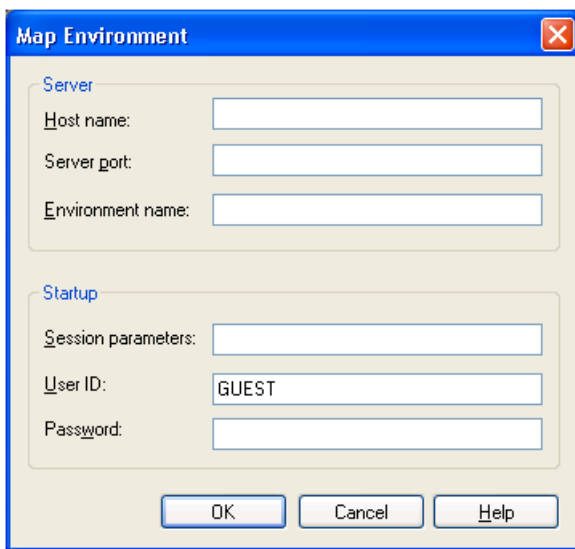 Map Environment
Server
Host name:
Server port:
Environment name:
Startup
Session parameters:
User ID: GUEST
Password:
OK Cancel Help